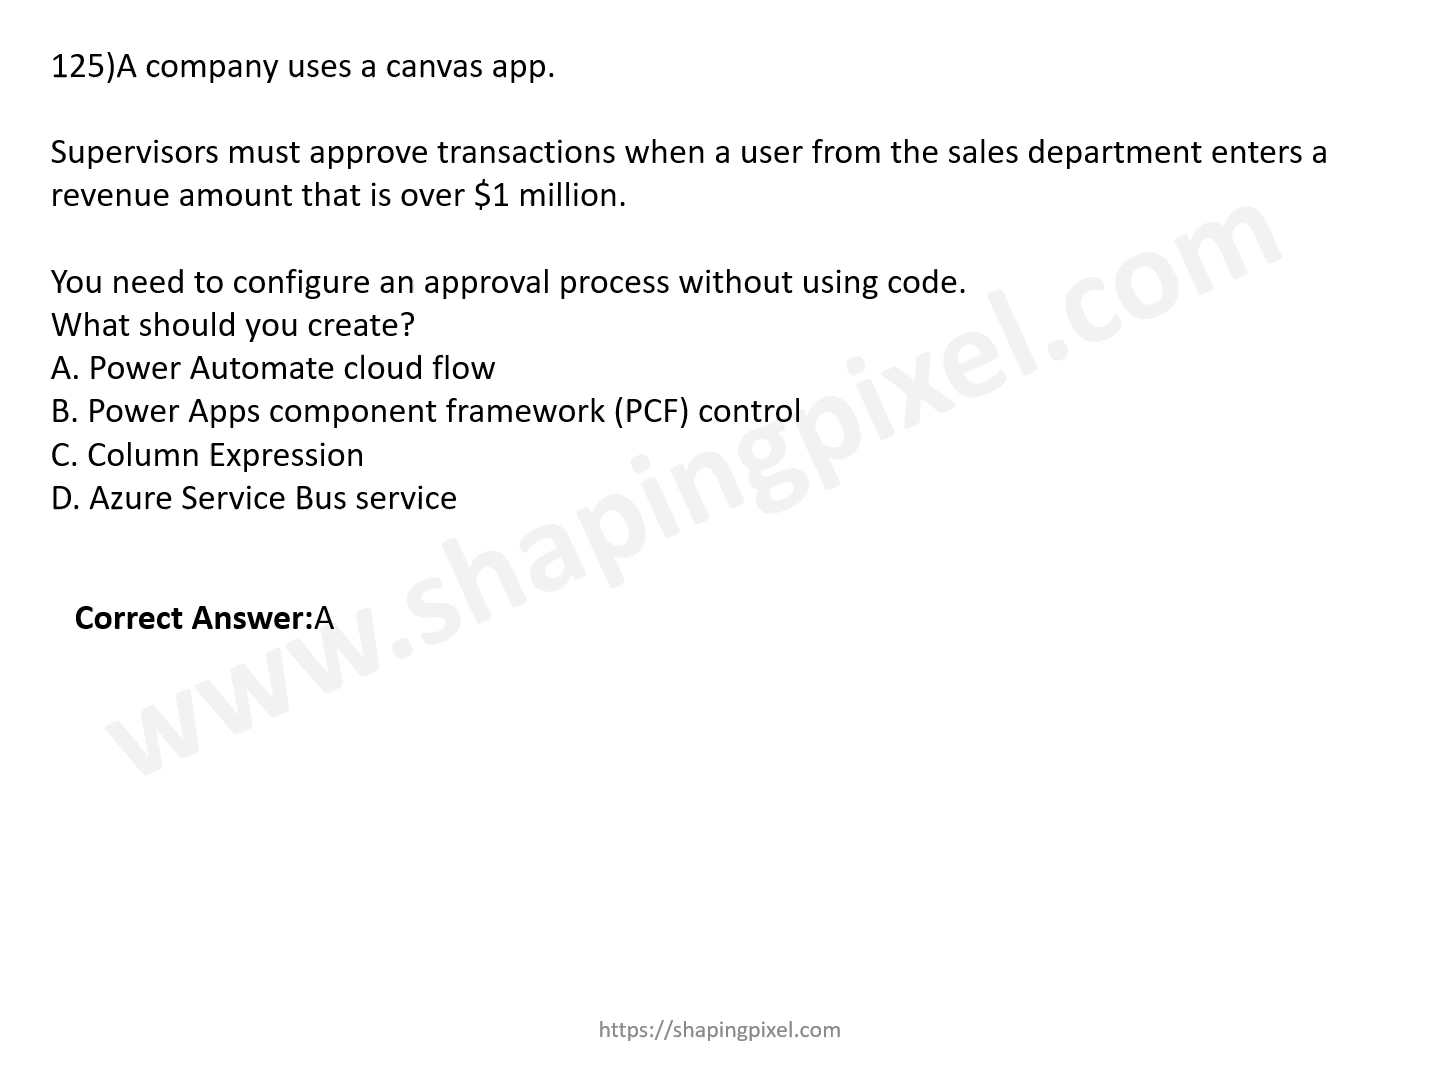 125)A company uses a canvas app.
Supervisors must approve transactions when a user from the sales department enters a
revenue amount that is over $1 million.
You need to configure an approval process without using code.
What should you create?
A. Power Automate cloud flow
B. Power Apps component framework (PCF) control
C. Column Expression
D. Azure Service Bus service
Correct Answer:A
www.shapingpixel.com
https://shapingpixel.com